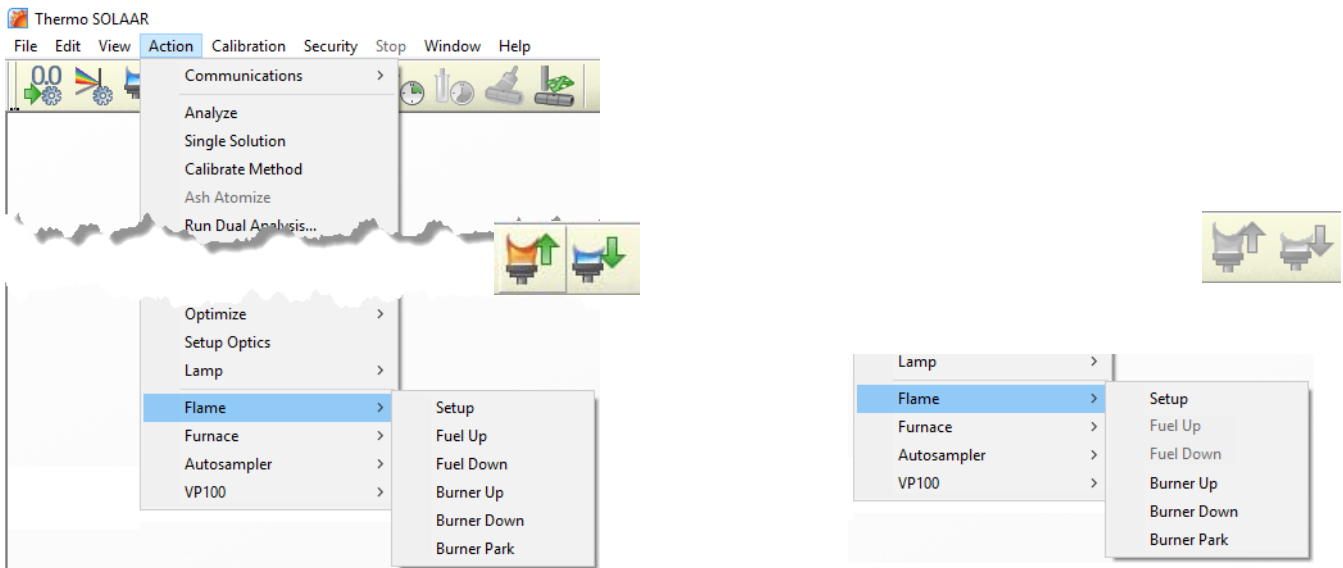 Thermo SOLAAR
File Edit View Action Calibration Security Stop Window Help
0.0
Communications
Analyze
Single Solution
Calibrate Method
Ash Atomize
Run Dual Analysis...
Optimize
Setup Optics
Lamp
Flame
Furnace
Autosampler
VP100
Setup
Fuel Up
Fuel Down
Burner Up
Burner Down
Burner Park
Lamp
Flame
Furnace
Autosampler
VP100
Setup
Fuel Up
Fuel Down
Burner Up
Burner Down
Burner Park